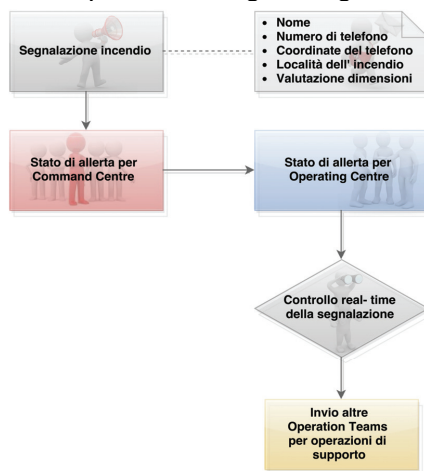 Segnalazione incendio
• Nome
• Numero di telefono
• Coordinate del telefono
• Località dell' incendio
• Valutazione dimensioni
Stato di allerta per
Command Centre
Stato di allerta per
Operating Centre
Controllo real- time
della segnalazione
Invio altre
Operation Teams
per operazioni di
supporto